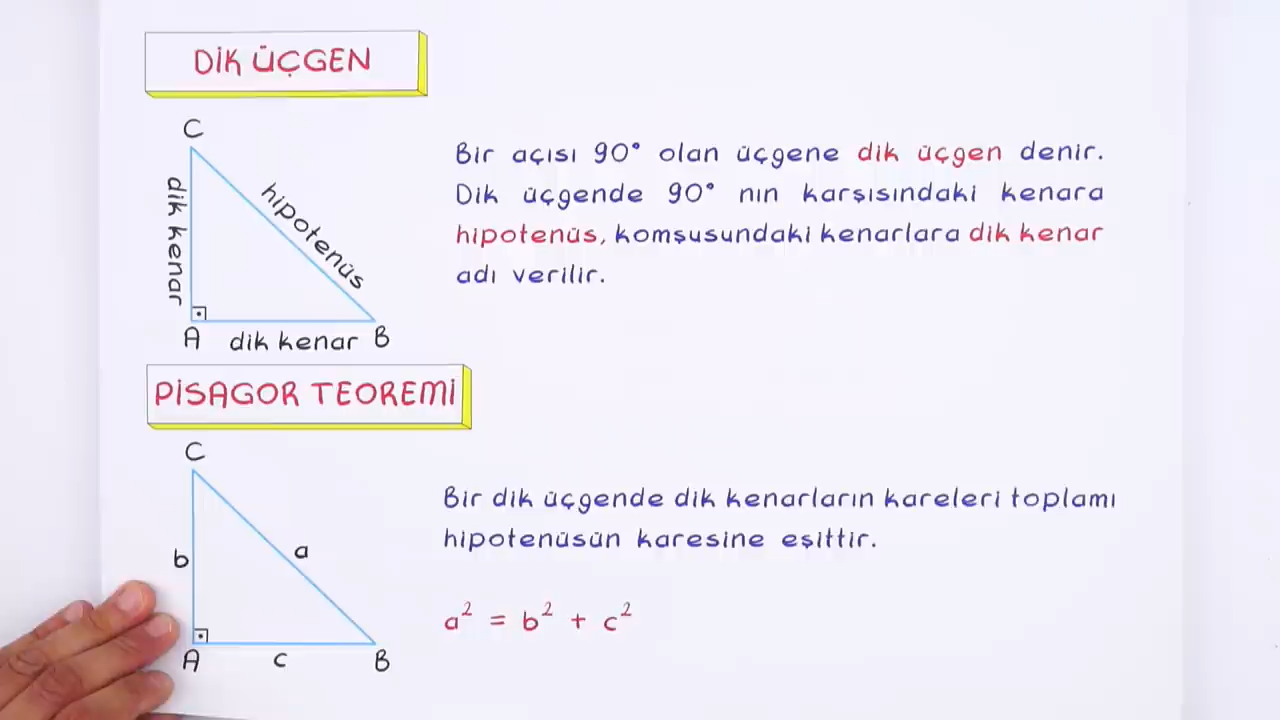 DİK ÜÇGEN
C
dik kenar
hipotenüs
A
dik kenar
B
Bir açısı 90° olan üçgene dik üçgen denir.
Dik üçgende 90° nın karşısındaki kenara
hipotenüs, komşusundaki kenarlara dik kenar
adı verilir.
PİSAGOR TEOREMİ
C
b
a
A
c
B
Bir dik üçgende dik kenarların kareleri toplamı
hipotenüsün karesine eşittir.
a² = b² + c²